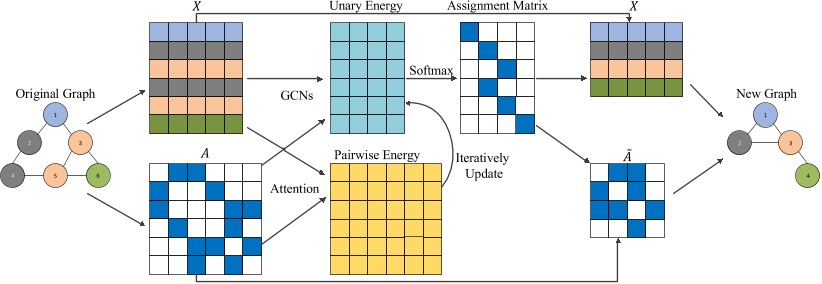 X
Unary Energy
Assignment Matrix
X
Original Graph
GCNs
Softmax
New Graph
1
2
3
4
5
6
A
Pairwise Energy
Attention
Iteratively
Update
Ã
1
2
3
4